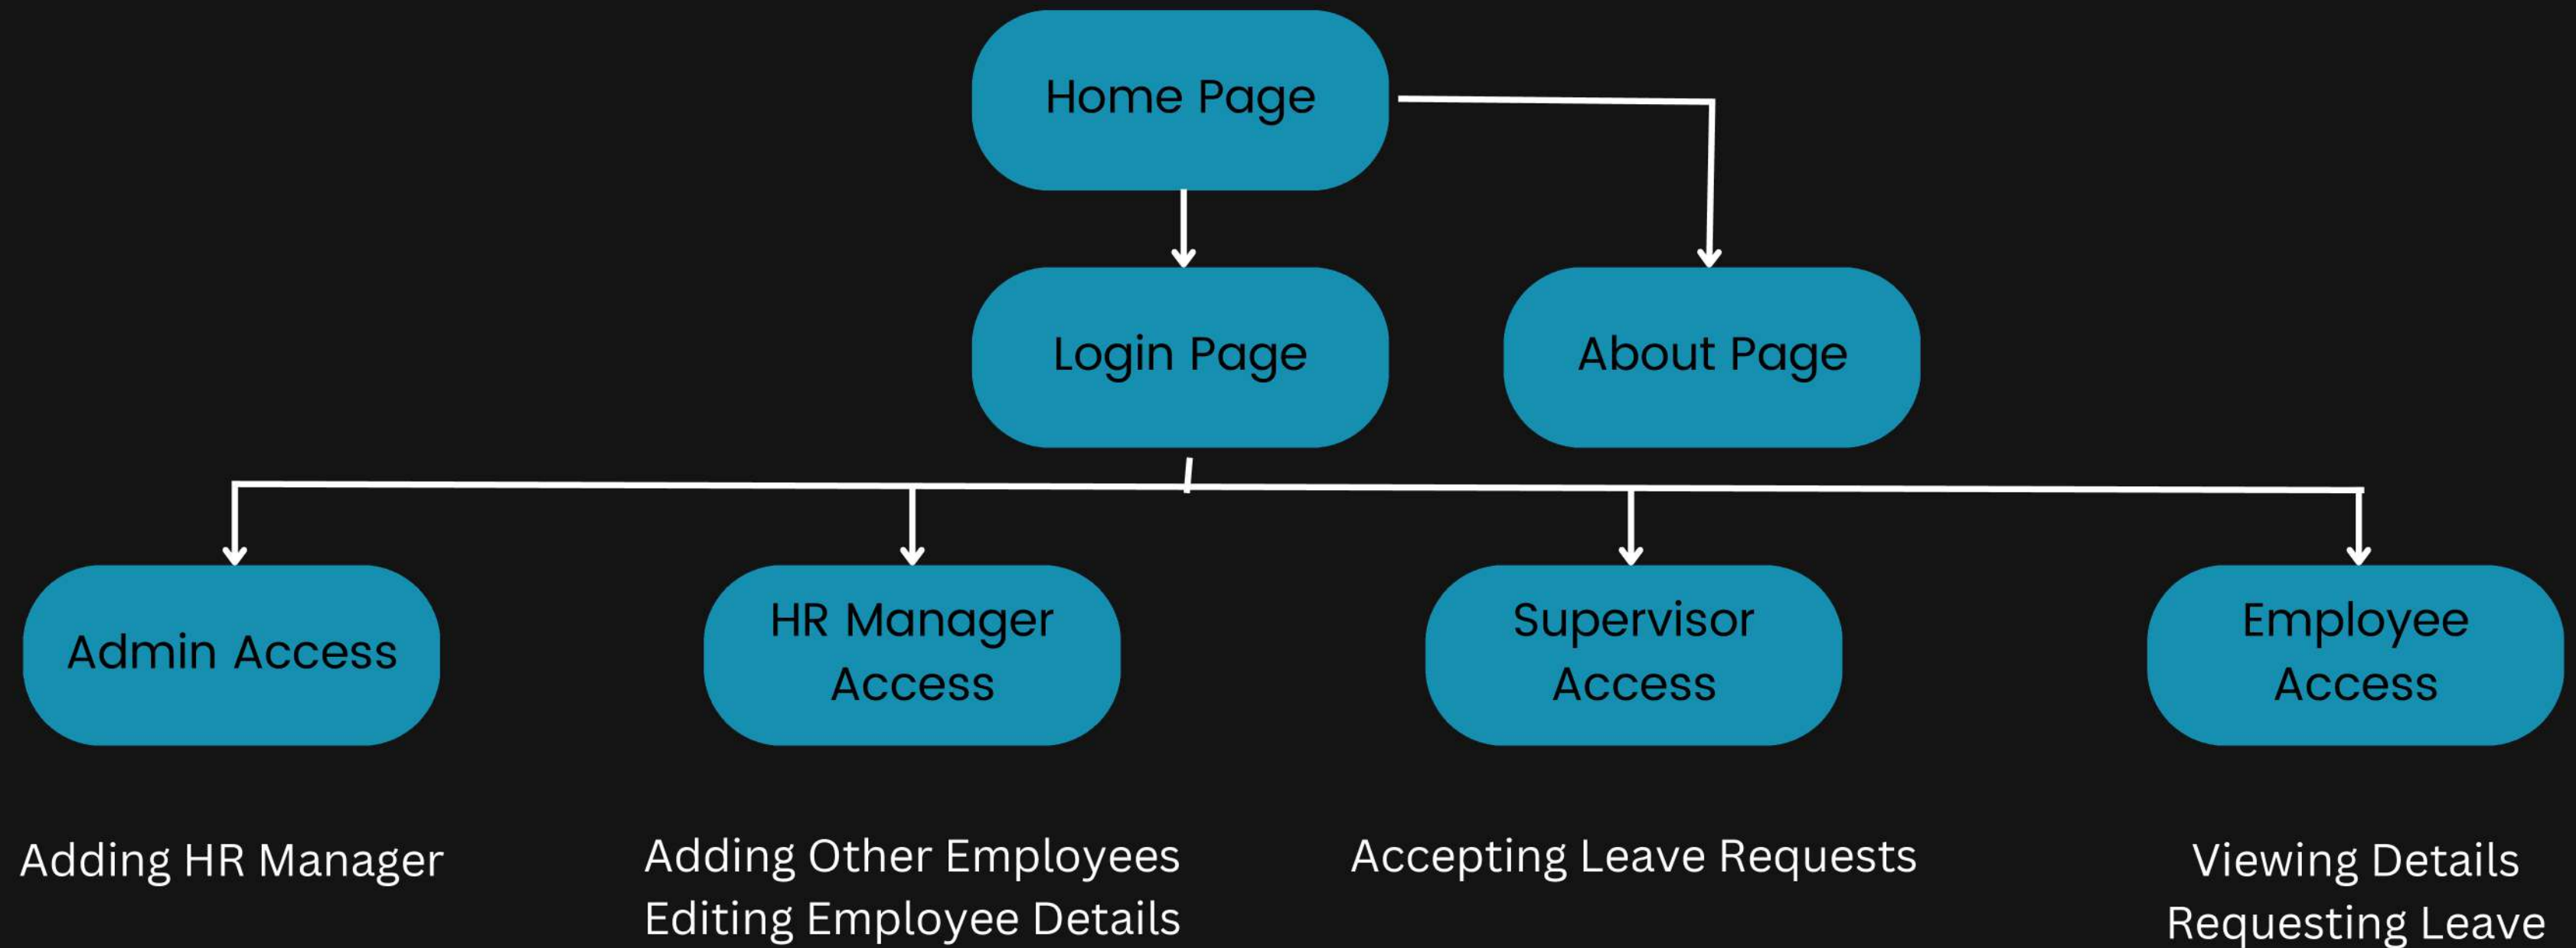 Home Page
Login Page
About Page
Admin Access
HR Manager
Access
Supervisor
Access
Employee
Access
Adding HR Manager
Adding Other Employees
Editing Employee Details
Accepting Leave Requests
Viewing Details
Requesting Leave